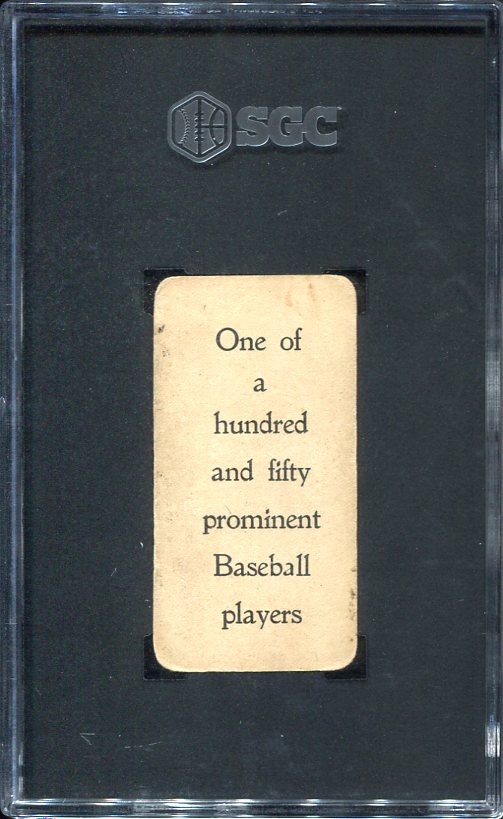 SGC
One of
a
hundred
and fifty
prominent
Baseball
players